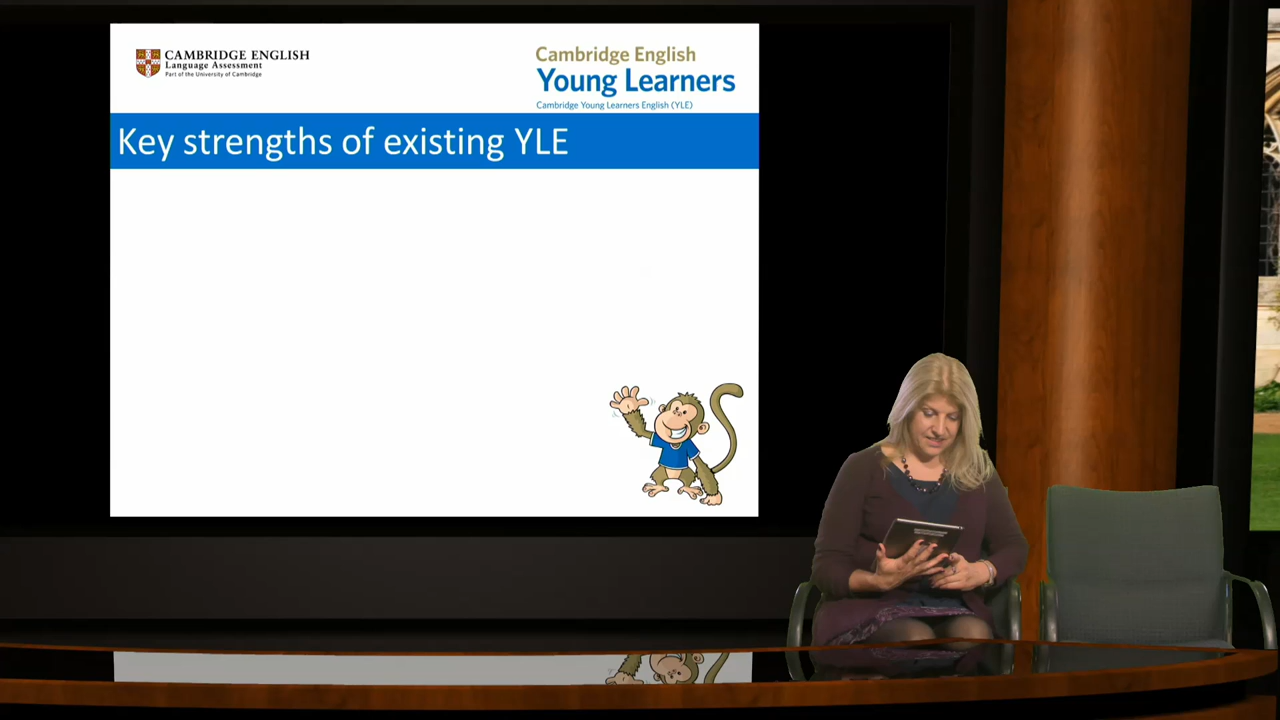 CAMBRIDGE ENGLISH
Language Assessment
Part of the University of Cambridge
Cambridge English
Young Learners
Cambridge Young Learners English (YLE)
Key strengths of existing YLE